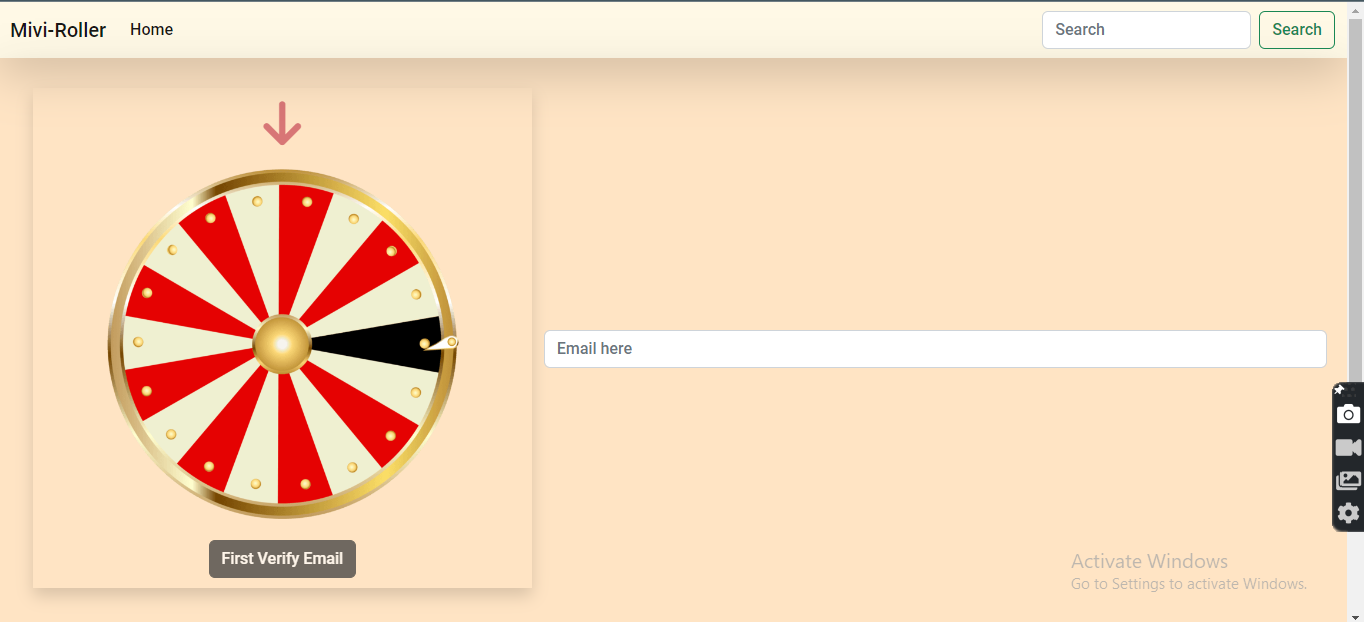 Mivi-Roller Home Search Search
Email here
First Verify Email
Activate Windows
Go to Settings to activate Windows.